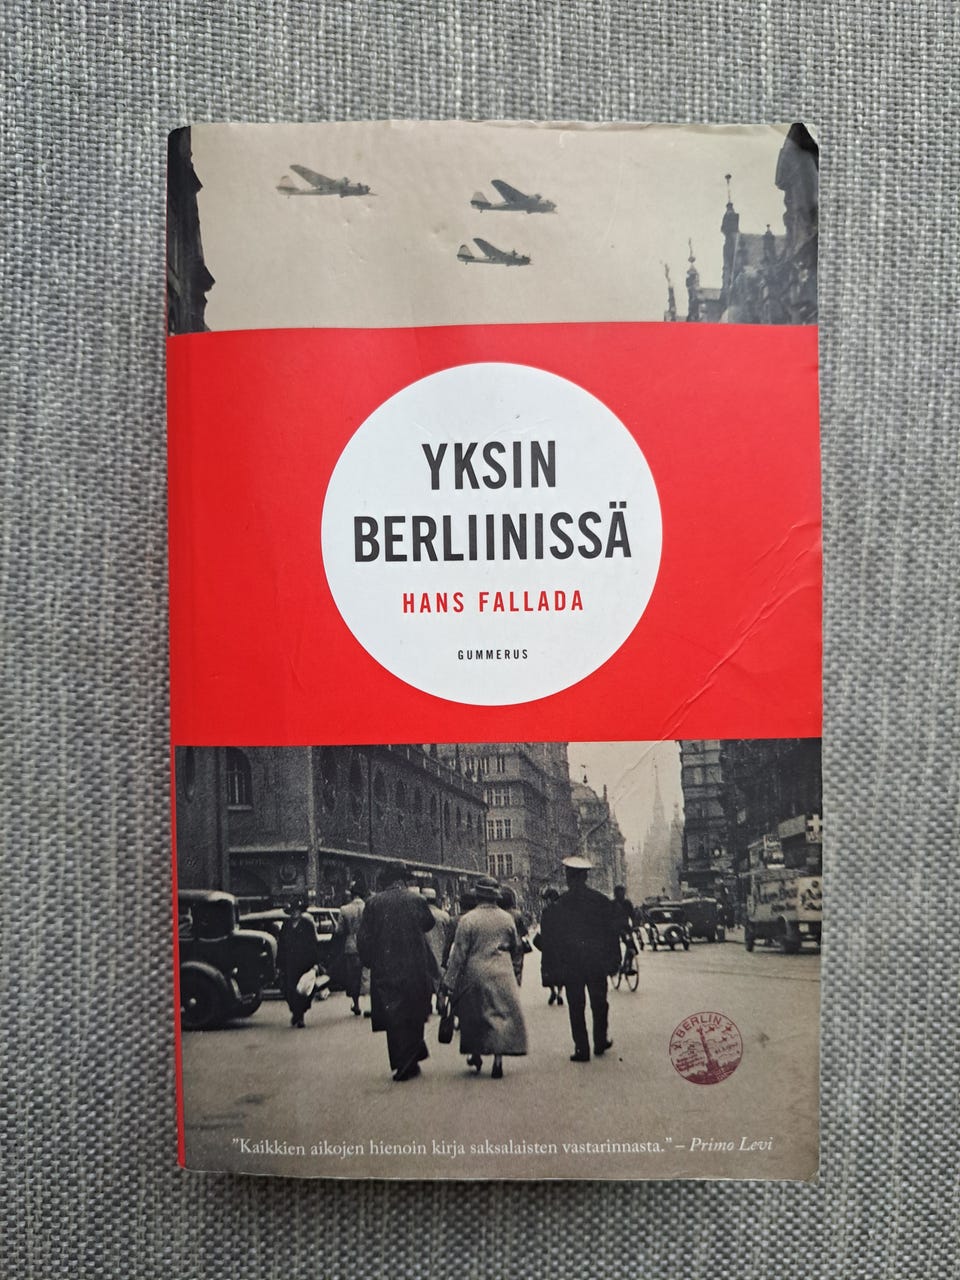 YKSIN
BERLIINISSÄ
HANS FALLADA
GUMMERUS
BERLIN
"Kaikkien aikojen hienoin kirja saksalaisten vastarinnasta." – Primo Levi